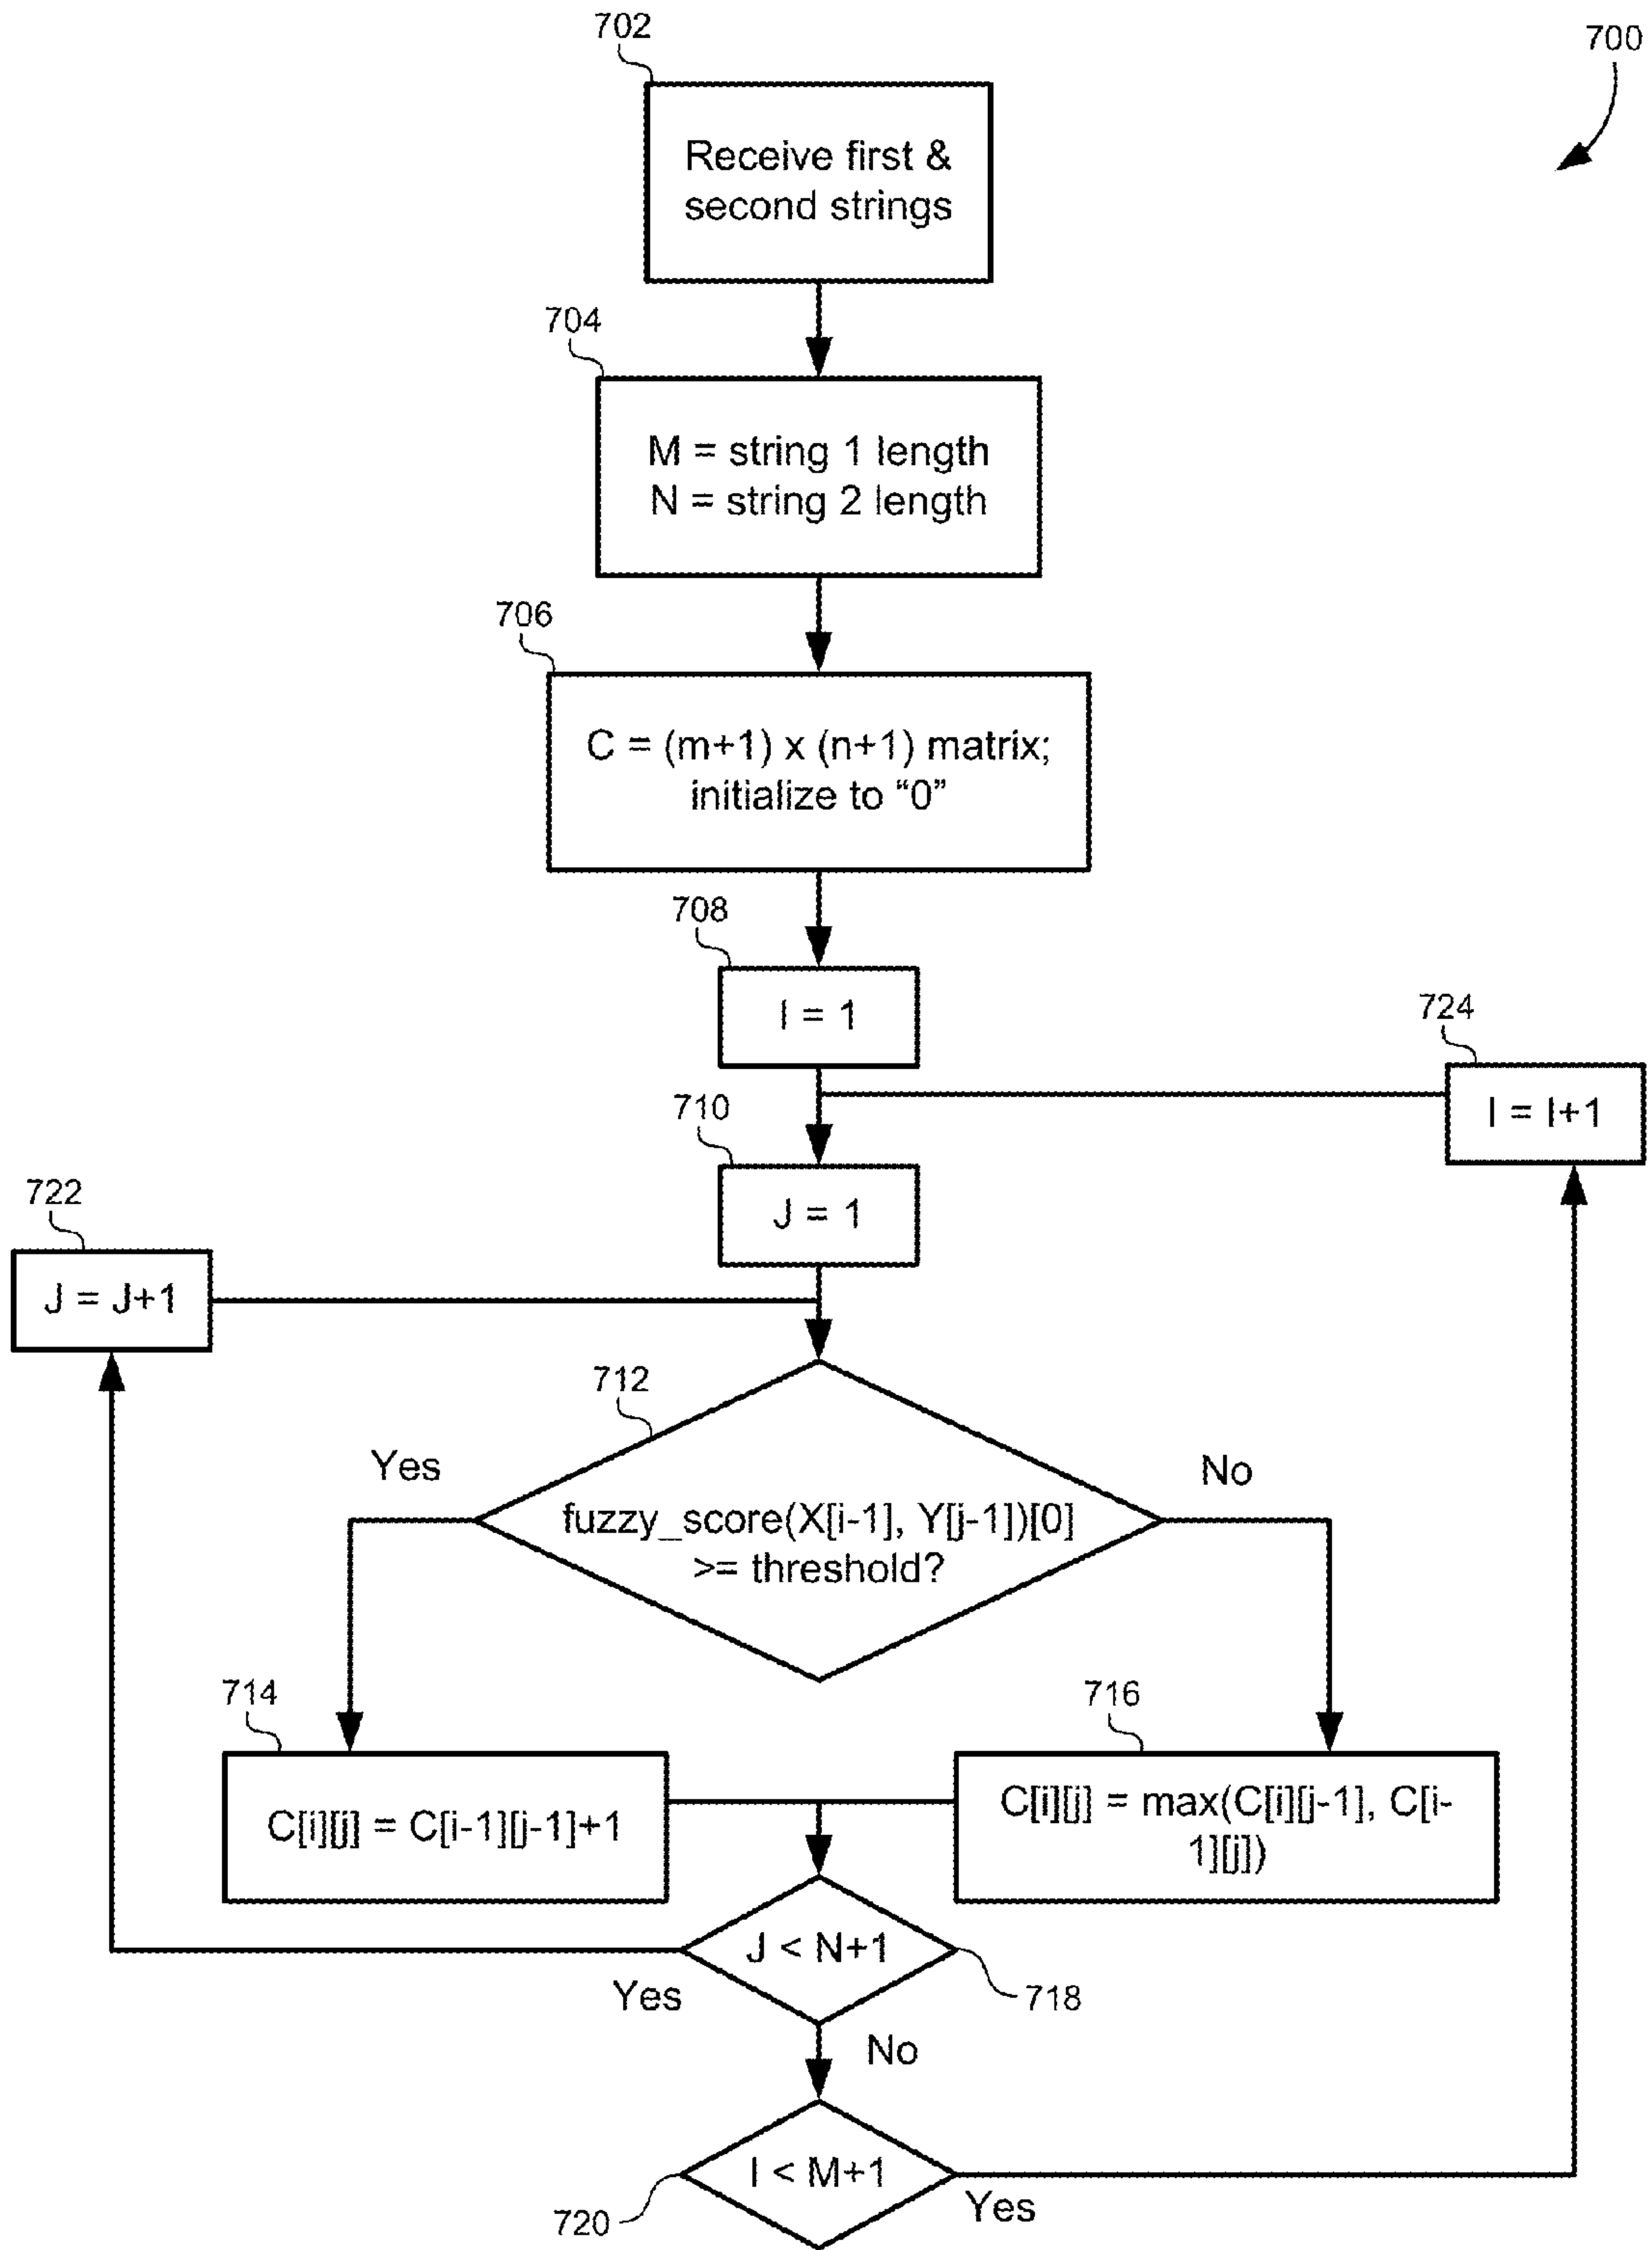 702
700
Receive first &
second strings
704
M = string 1 length
N = string 2 length
706
C = (m+1) x (n+1) matrix;
initialize to “0”
708
I = 1
724
I = I+1
710
J = 1
722
J = J+1
712
Yes
No
fuzzy_score(X[i-1], Y[j-1])[0]
>= threshold?
714
716
C[i][j] = C[i-1][j-1]+1
C[i][j] = max(C[i][j-1], C[i-
1][j])
J < N+1
718
Yes
No
I < M+1
720
Yes